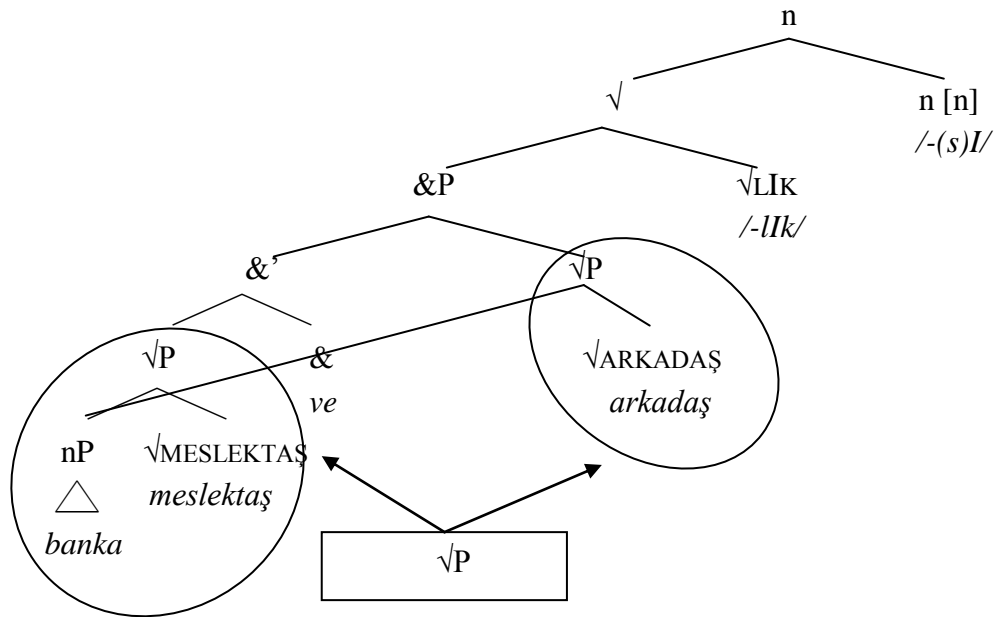 n
√ n [n]
/-(s)I/
&P √LIK
/-lIk/
&’ √P
√P & √ARKADAŞ
ve arkadaş
nP √MESLEKTAŞ
meslektaş
banka
√P